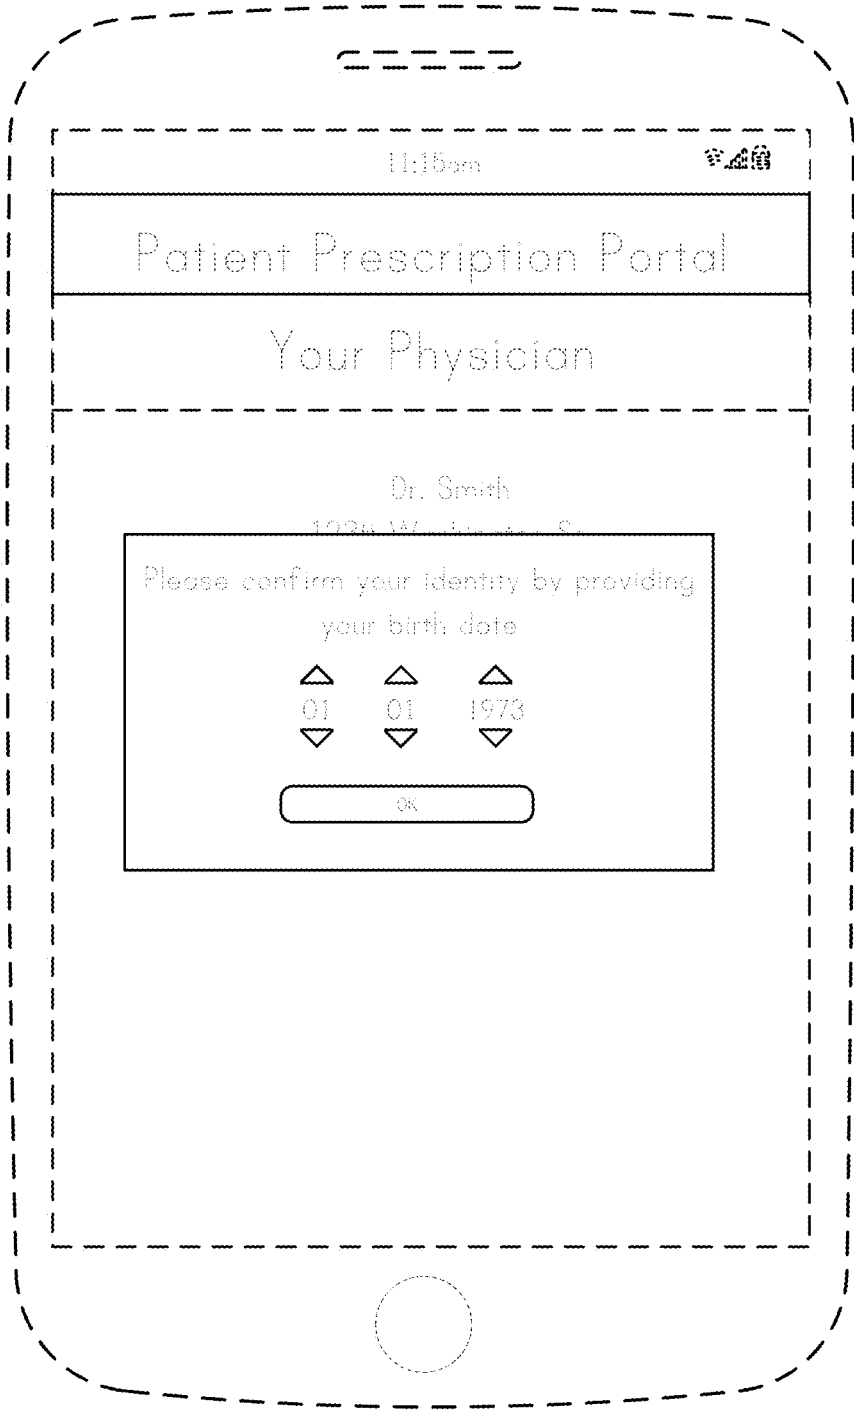 11:15am
Patient Prescription Portal
Your Physician
Dr. Smith
Please confirm your identity by providing
your birth date
01 01 1973
OK